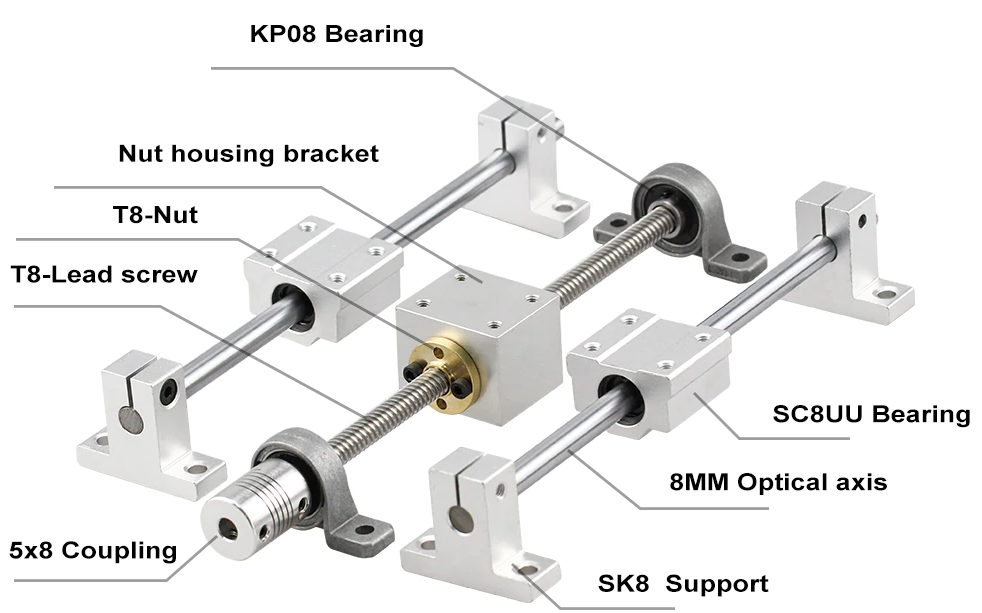 KP08 Bearing
Nut housing bracket
T8-Nut
T8-Lead screw
SC8UU Bearing
8MM Optical axis
5x8 Coupling
SK8 Support